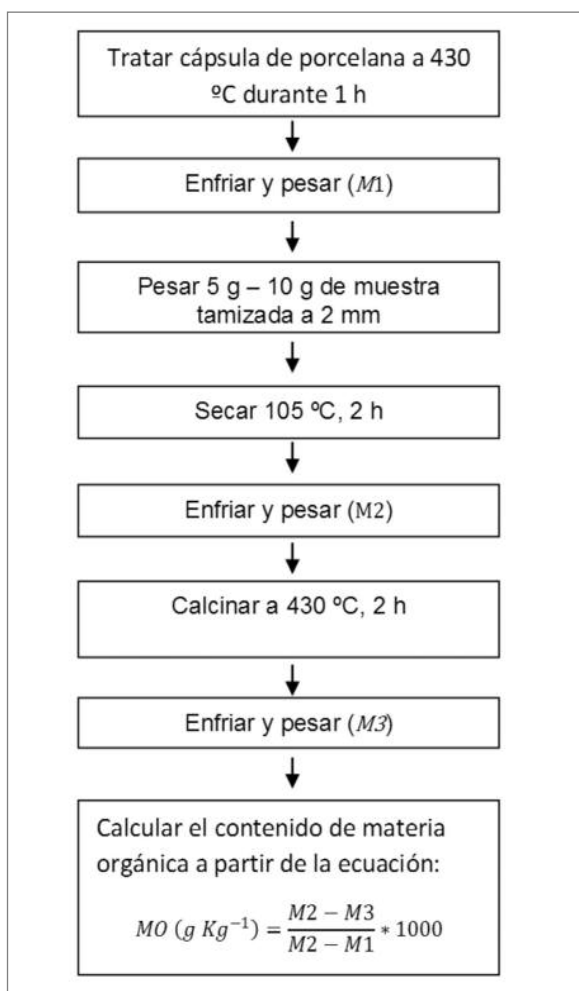 Tratar cápsula de porcelana a 430
ºC durante 1 h
Enfriar y pesar (M1)
Pesar 5 g – 10 g de muestra
tamizada a 2 mm
Secar 105 ºC, 2 h
Enfriar y pesar (M2)
Calcinar a 430 ºC, 2 h
Enfriar y pesar (M3)
Calcular el contenido de materia
orgánica a partir de la ecuación:
MO (g Kg⁻¹) = (M2 − M3) / (M2 − M1) * 1000